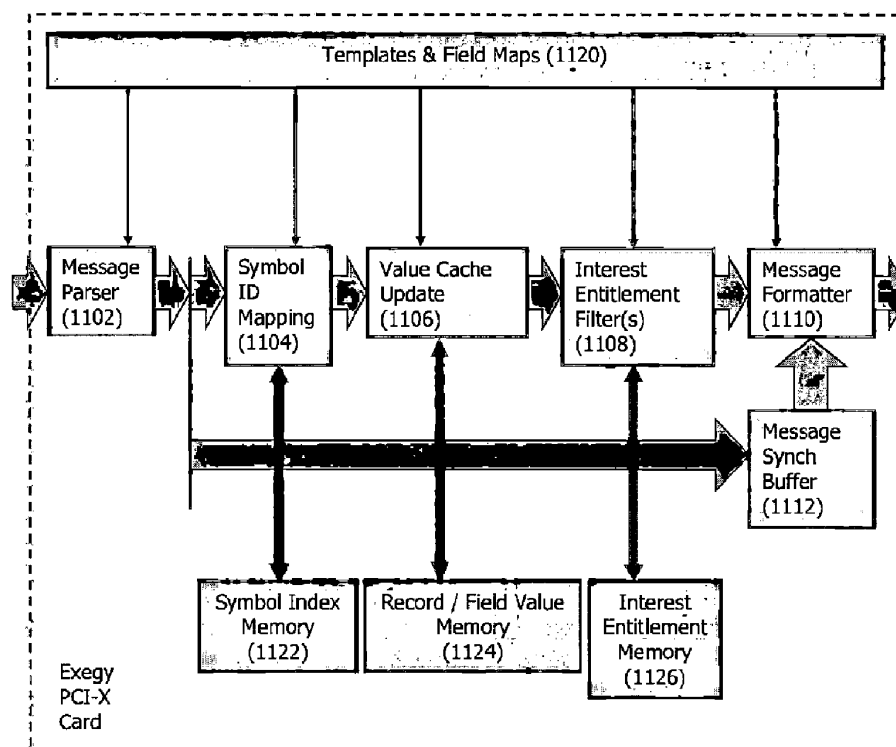 Templates & Field Maps (1120)
Message
Parser
(1102)
Symbol
ID
Mapping
(1104)
Value Cache
Update
(1106)
Interest
Entitlement
Filter(s)
(1108)
Message
Formatter
(1110)
Message
Synch
Buffer
(1112)
Symbol Index
Memory
(1122)
Record / Field Value
Memory
(1124)
Interest
Entitlement
Memory
(1126)
Exegy
PCI-X
Card